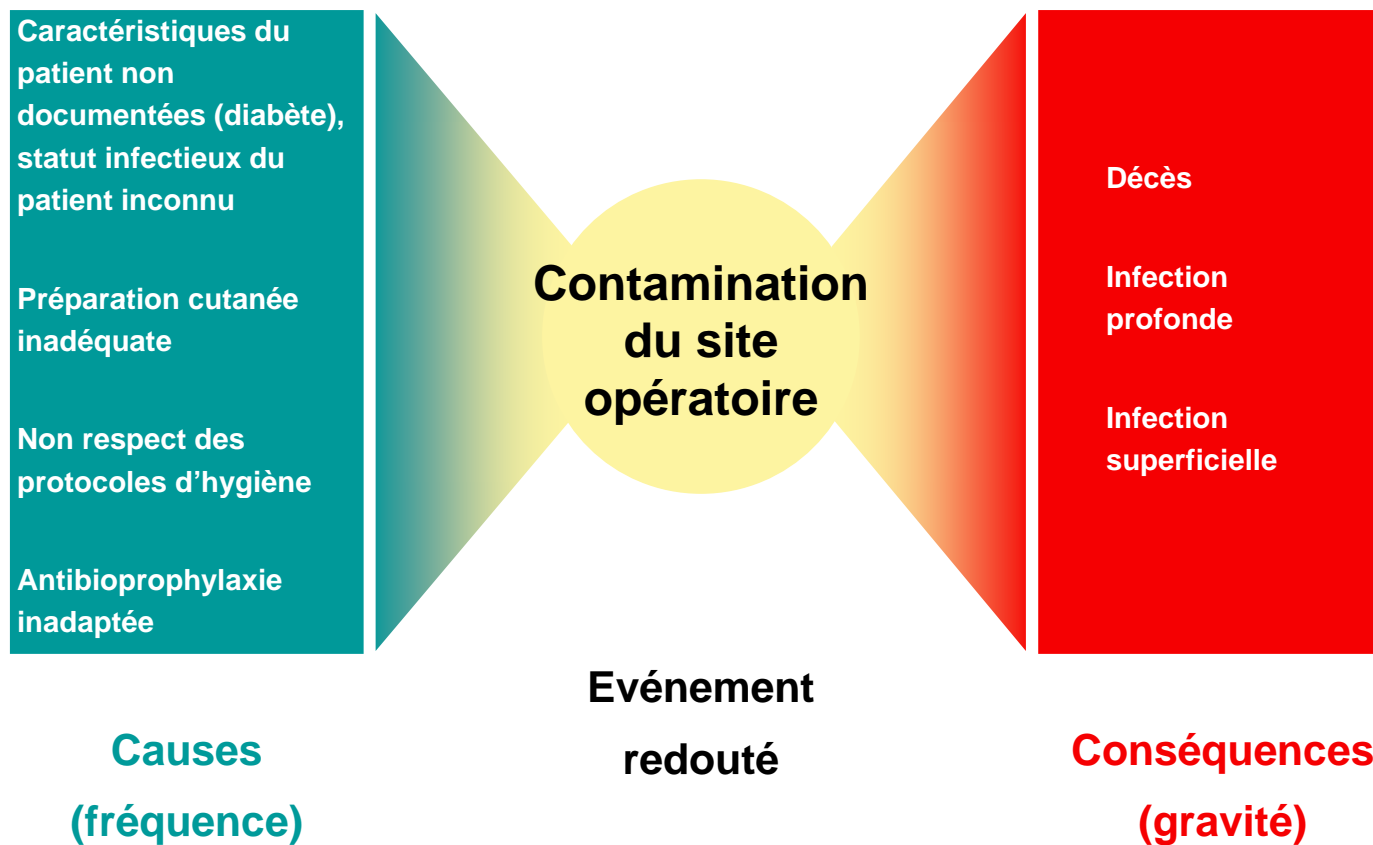 Caractéristiques du
patient non
documentées (diabète),
statut infectieux du
patient inconnu
Préparation cutanée
inadéquate
Non respect des
protocoles d’hygiène
Antibioprophylaxie
inadaptée
Contamination
du site
opératoire
Décès
Infection
profonde
Infection
superficielle
Causes
(fréquence)
Evénement
redouté
Conséquences
(gravité)